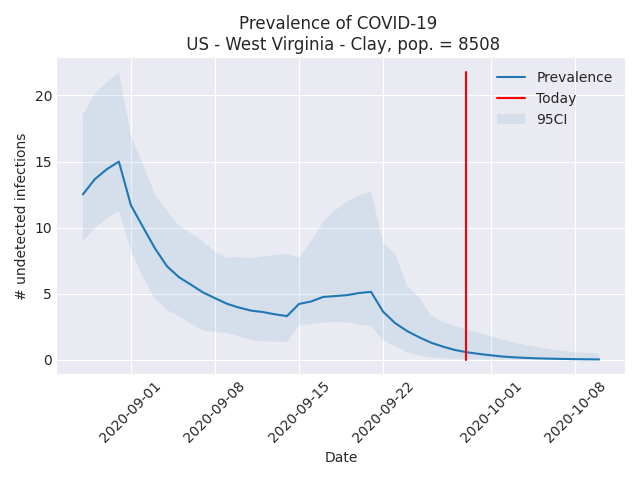 Prevalence of COVID-19
US - West Virginia - Clay, pop. = 8508
Prevalence
Today
95CI
# undetected infections
20
15
10
5
0
2020-09-01
2020-09-08
2020-09-15
2020-09-22
2020-10-01
2020-10-08
Date